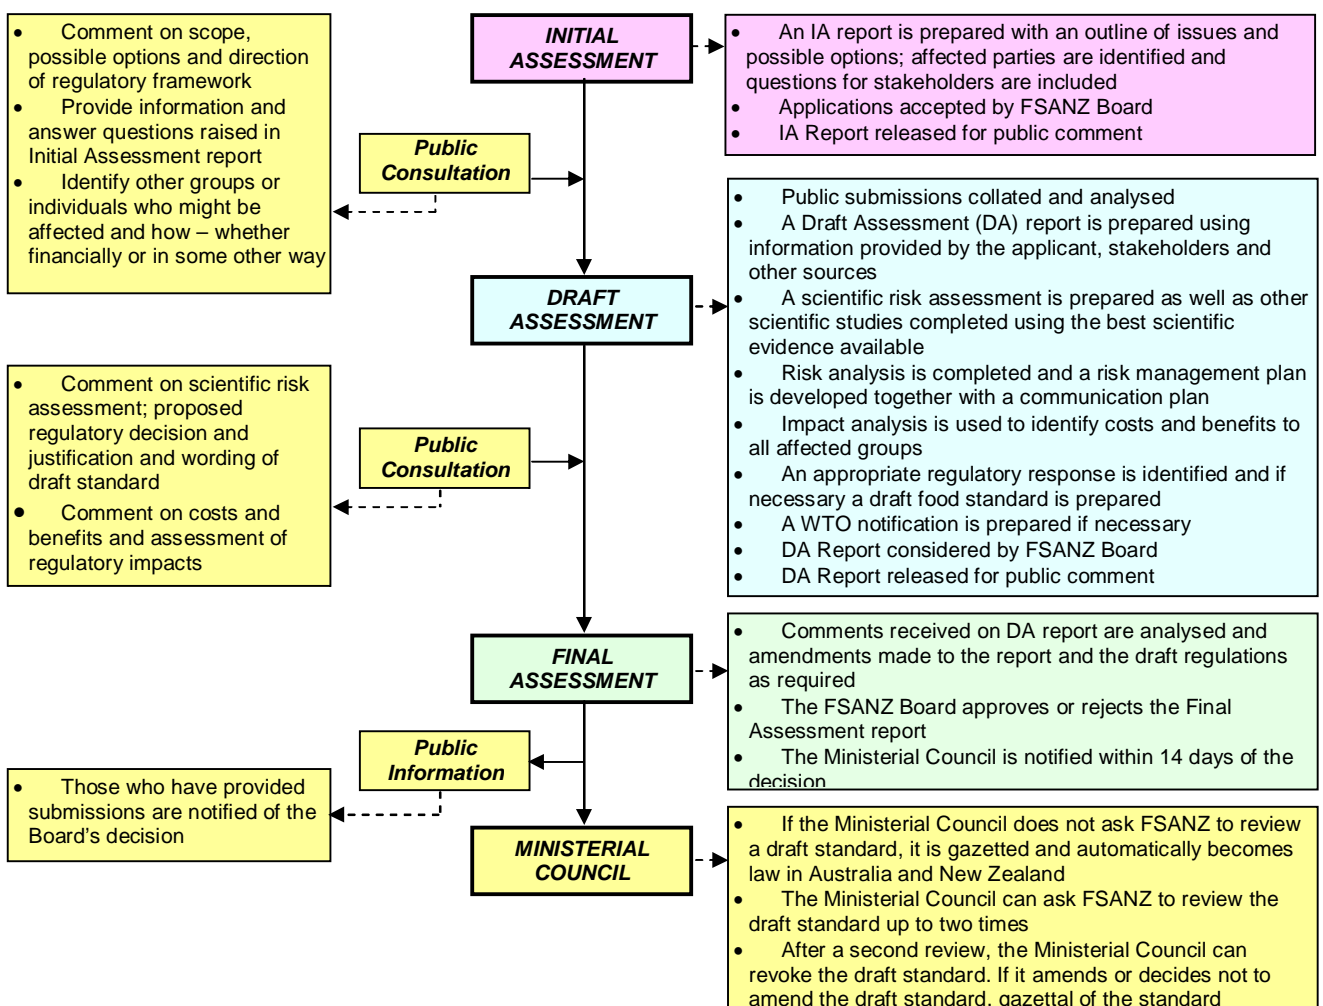 • Comment on scope,
possible options and direction
of regulatory framework
• Provide information and
answer questions raised in
Initial Assessment report
• Identify other groups or
individuals who might be
affected and how – whether
financially or in some other way
Public
Consultation
INITIAL
ASSESSMENT
• An IA report is prepared with an outline of issues and
possible options; affected parties are identified and
questions for stakeholders are included
• Applications accepted by FSANZ Board
• IA Report released for public comment
DRAFT
ASSESSMENT
• Public submissions collated and analysed
• A Draft Assessment (DA) report is prepared using
information provided by the applicant, stakeholders and
other sources
• A scientific risk assessment is prepared as well as other
scientific studies completed using the best scientific
evidence available
• Risk analysis is completed and a risk management plan
is developed together with a communication plan
• Impact analysis is used to identify costs and benefits to
all affected groups
• An appropriate regulatory response is identified and if
necessary a draft food standard is prepared
• A WTO notification is prepared if necessary
• DA Report considered by FSANZ Board
• DA Report released for public comment
• Comment on scientific risk
assessment; proposed
regulatory decision and
justification and wording of
draft standard
• Comment on costs and
benefits and assessment of
regulatory impacts
Public
Consultation
FINAL
ASSESSMENT
• Comments received on DA report are analysed and
amendments made to the report and the draft regulations
as required
• The FSANZ Board approves or rejects the Final
Assessment report
• The Ministerial Council is notified within 14 days of the
decision
Public
Information
• Those who have provided
submissions are notified of the
Board's decision
MINISTERIAL
COUNCIL
• If the Ministerial Council does not ask FSANZ to review
a draft standard, it is gazetted and automatically becomes
law in Australia and New Zealand
• The Ministerial Council can ask FSANZ to review the
draft standard up to two times
• After a second review, the Ministerial Council can
revoke the draft standard. If it amends or decides not to
amend the draft standard, gazettal of the standard